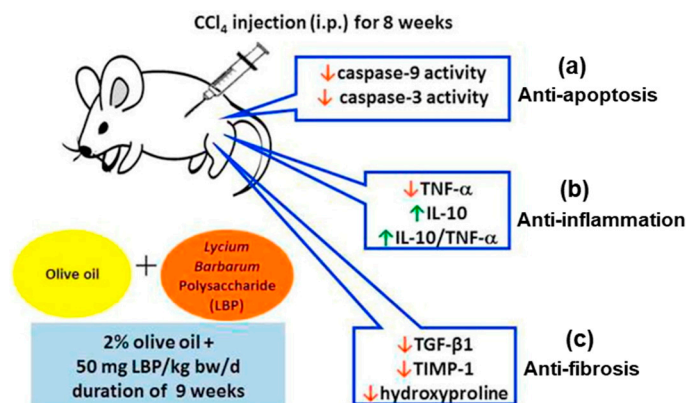 CCl₄ injection (i.p.) for 8 weeks
(a)
↓caspase-9 activity
↓ caspase-3 activity
Anti-apoptosis
(b)
↓TNF-α
↑IL-10
↑IL-10/TNF-α
Anti-inflammation
Olive oil
+
Lycium
Barbarum
Polysaccharide
(LBP)
2% olive oil +
50 mg LBP/kg bw/d
duration of 9 weeks
(c)
↓TGF-β1
↓TIMP-1
↓hydroxyproline
Anti-fibrosis